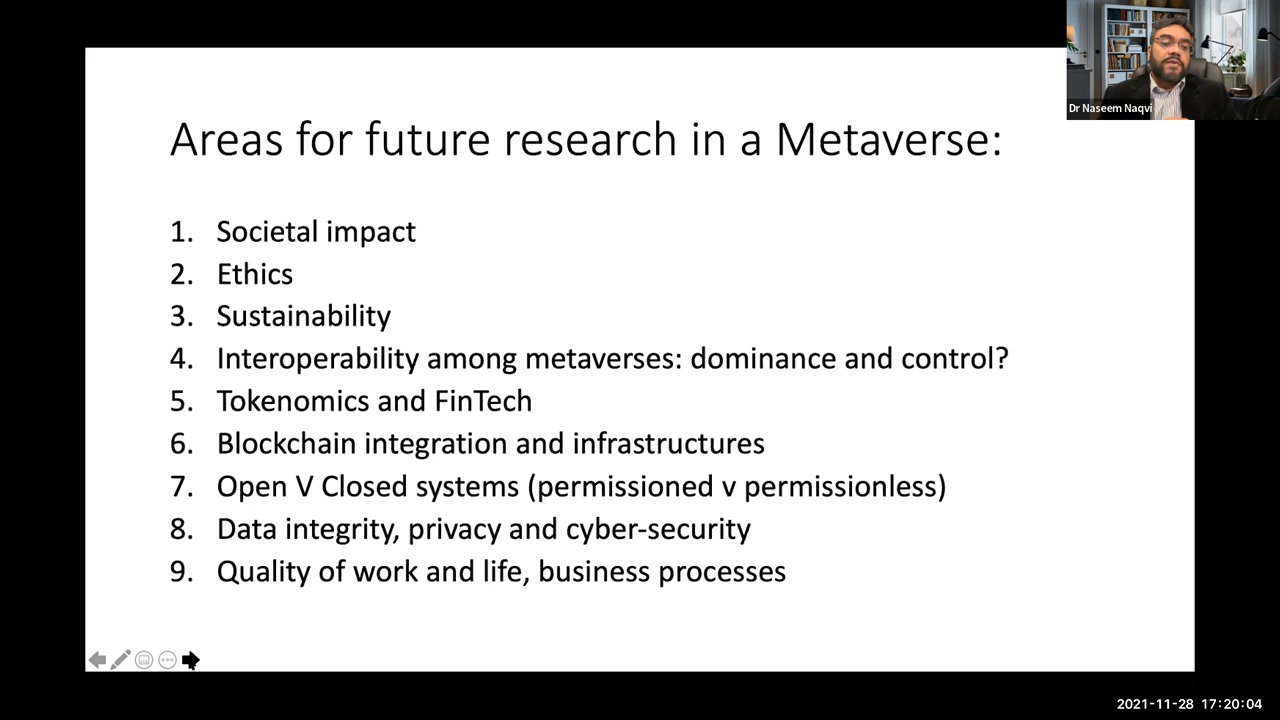 Dr Naseem Naqvi
Areas for future research in a Metaverse:
1. Societal impact
2. Ethics
3. Sustainability
4. Interoperability among metaverses: dominance and control?
5. Tokenomics and FinTech
6. Blockchain integration and infrastructures
7. Open V Closed systems (permissioned v permissionless)
8. Data integrity, privacy and cyber-security
9. Quality of work and life, business processes
2021-11-28 17:20:04